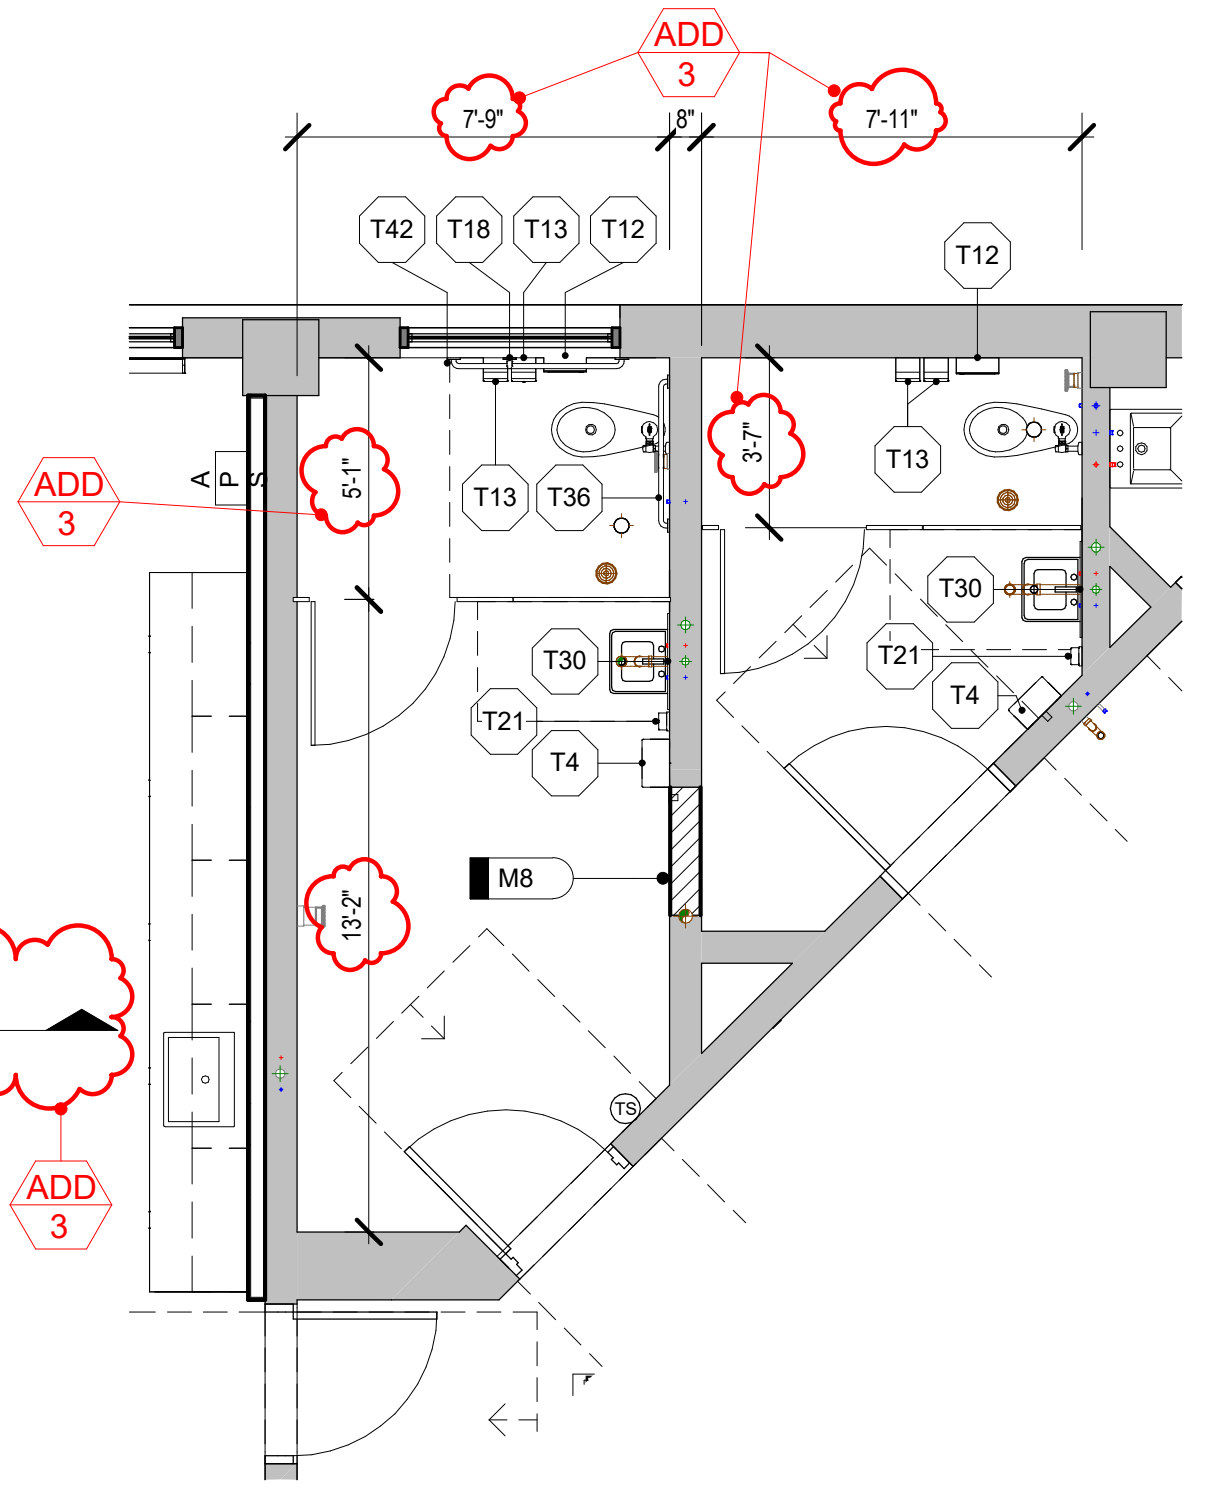 ADD
3
7'-9"
8"
7'-11"
T42
T18
T13
T12
T12
5'-1"
3'-7"
A
P
S
ADD
3
T13
T36
T13
T30
T30
T21
T21
T4
T4
M8
13'-2"
TS
ADD
3